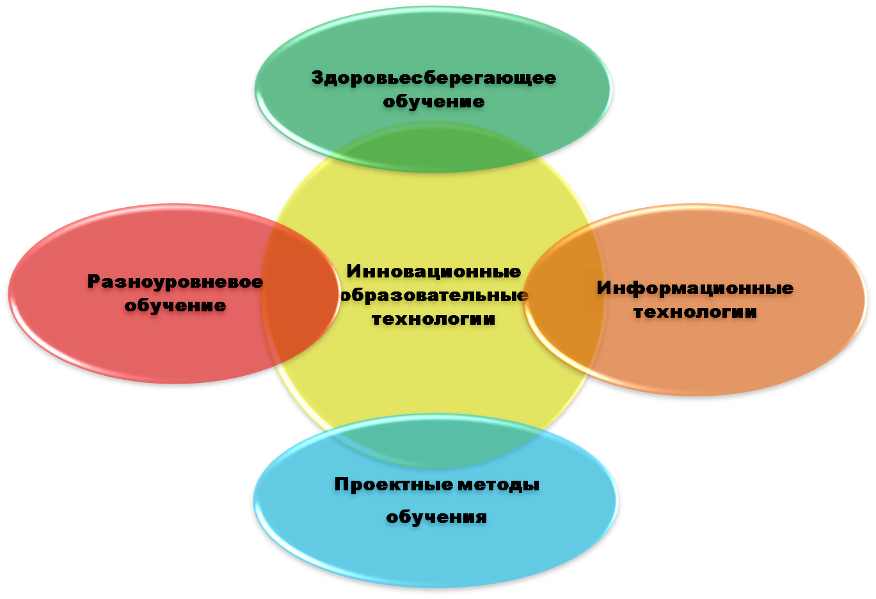 Здоровьесберегающее
обучение
Разноуровневое
обучение
Инновационные
образовательные
технологии
Информационные
технологии
Проектные методы
обучения